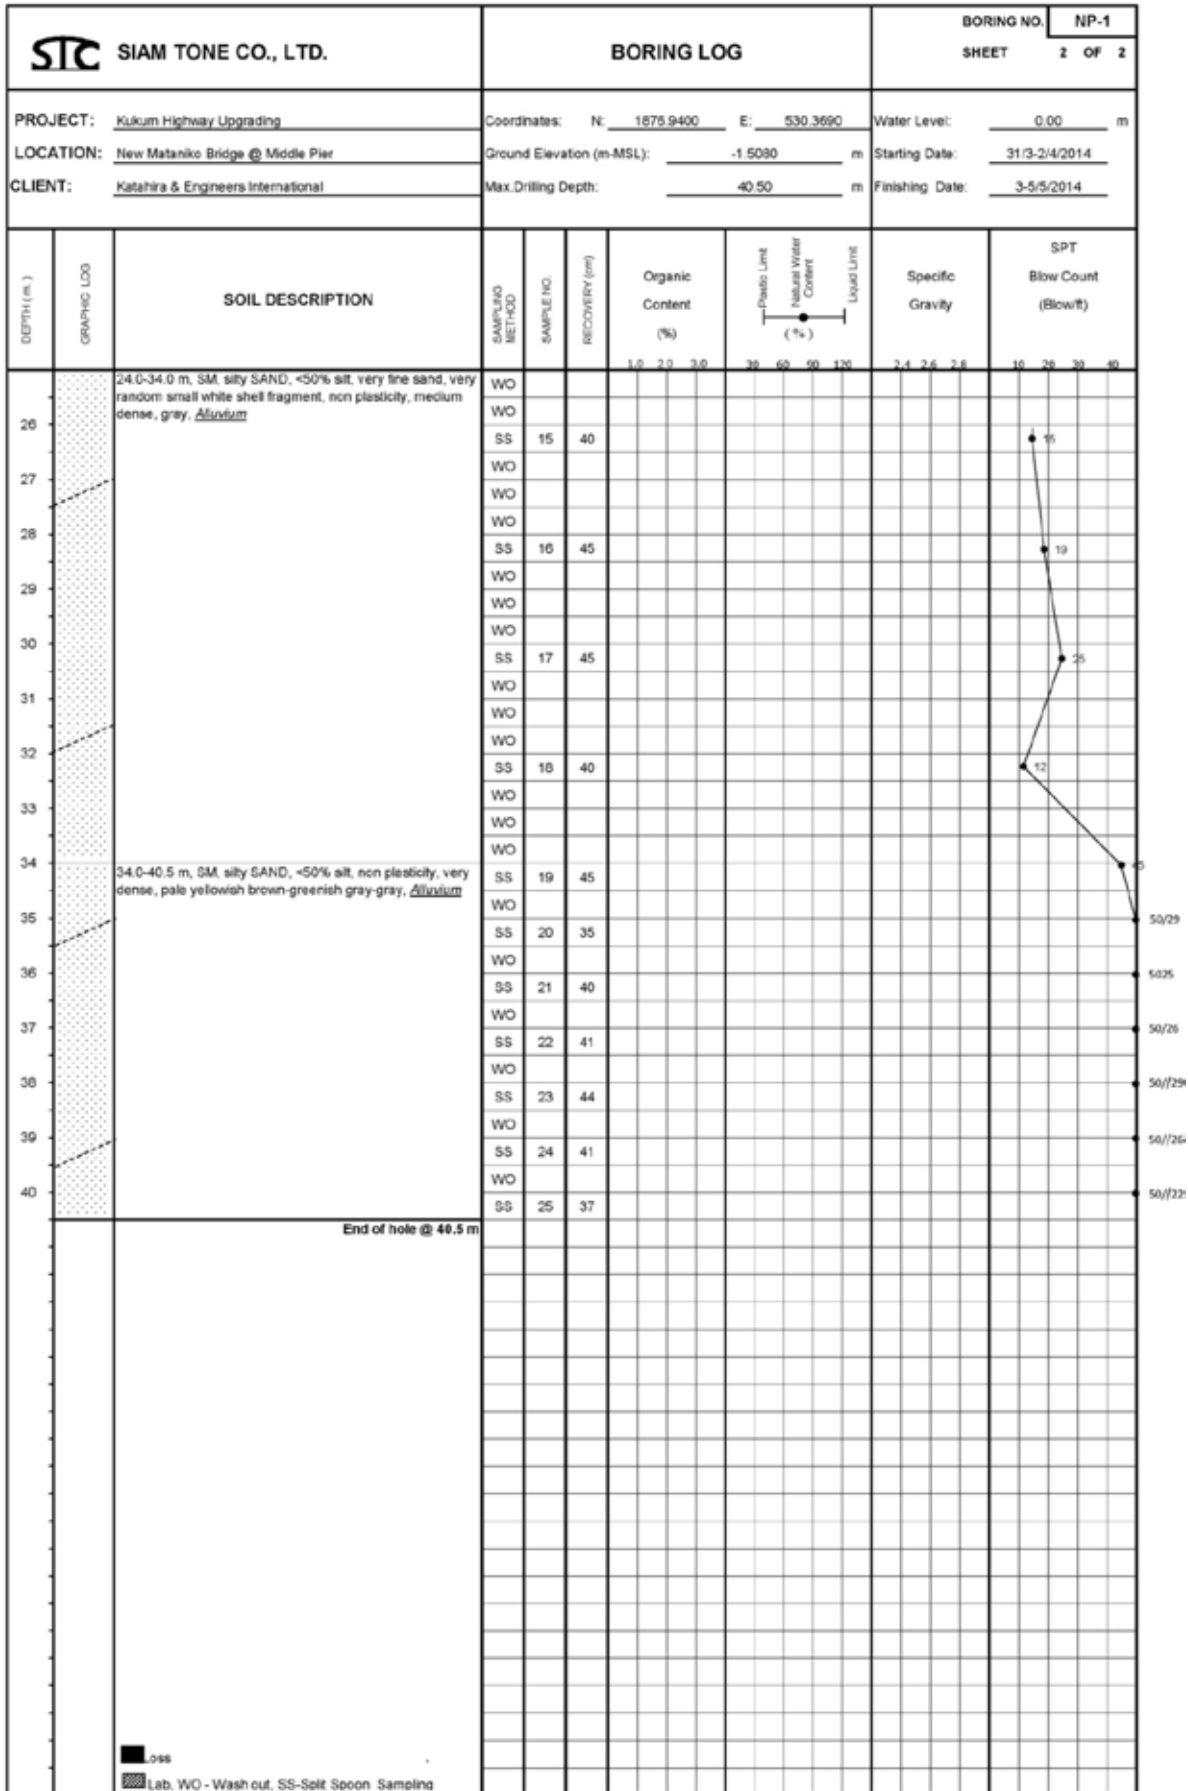 BORING NO. NP-1
STC SIAM TONE CO., LTD. BORING LOG
SHEET 2 OF 2
PROJECT: Kukum Highway Upgrading Coordinates: N: 1875.9400 E: 530.3690 Water Level: 0.00 m
LOCATION: New Mataniko Bridge @ Middle Pier Ground Elevation (m-MSL): -1.5080 m Starting Date: 31/3-2/4/2014
CLIENT: Katahira & Engineers International Max.Drilling Depth: 40.50 m Finishing Date: 3-5/5/2014
DEPTH (m.)
GRAPHIC LOG
SOIL DESCRIPTION
SAMPLING METHOD
SAMPLE NO.
RECOVERY (cm)
Organic
Content
(%)
1.0 2.0 3.0
Plastic Limit
Natural Water Content
Liquid Limit
(%)
30 60 90 120
Specific
Gravity
2.4 2.6 2.8
SPT
Blow Count
(Blow/ft)
10 20 30 40
24.0-34.0 m, SM, silty SAND, <50% silt, very fine sand, very WO
random small white shell fragment, non plasticity, medium
dense, gray, Alluvium WO
26
SS 15 40 15
WO
27
WO
WO
28
SS 16 45 19
WO
29
WO
WO
30
SS 17 45 25
WO
31
WO
WO
32
SS 18 40 12
WO
33
WO
WO
34
34.0-40.5 m, SM, silty SAND, <50% silt, non plasticity, very SS 19 45 45
dense, pale yellowish brown-greenish gray-gray, Alluvium
WO
35 50/29
SS 20 35
WO
36 5025
SS 21 40
WO
37 50/26
SS 22 41
WO
38 50//29
SS 23 44
WO
39 50//26
SS 24 41
WO
40 50//22
SS 25 37
End of hole @ 40.5 m
Loss
Lab, WO - Wash out, SS-Split Spoon Sampling